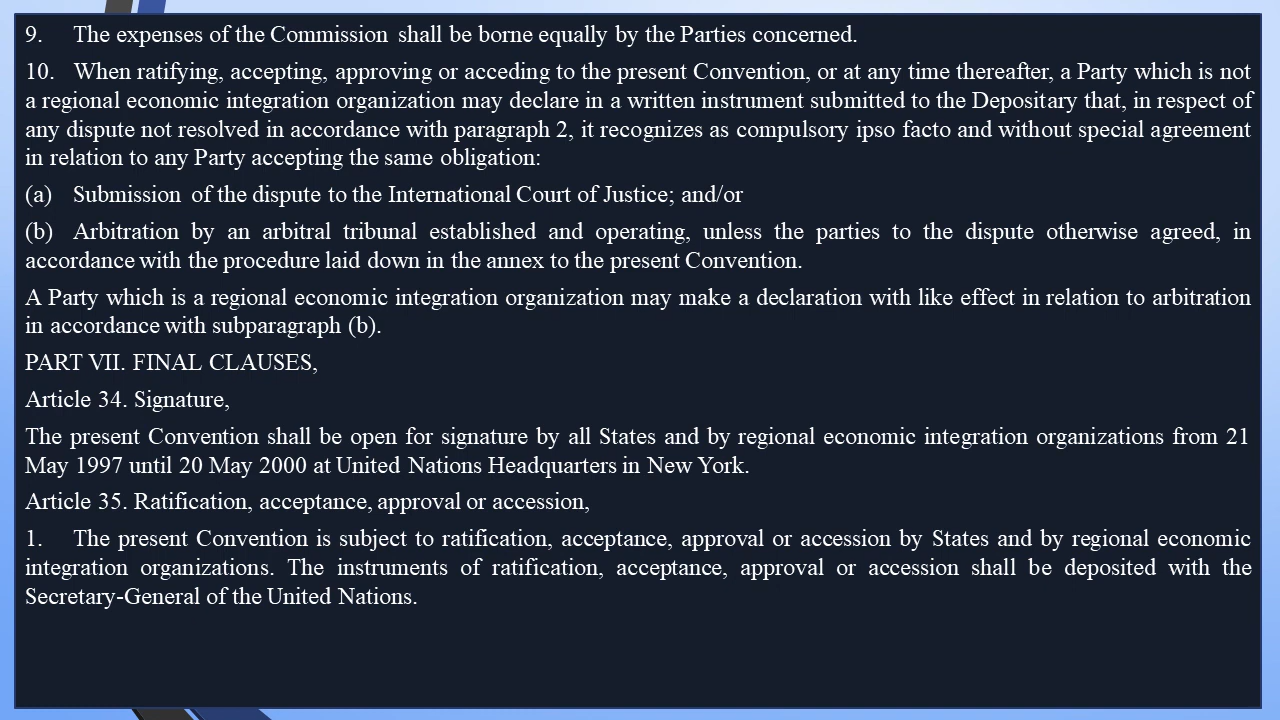 9. The expenses of the Commission shall be borne equally by the Parties concerned.
10. When ratifying, accepting, approving or acceding to the present Convention, or at any time thereafter, a Party which is not
a regional economic integration organization may declare in a written instrument submitted to the Depositary that, in respect of
any dispute not resolved in accordance with paragraph 2, it recognizes as compulsory ipso facto and without special agreement
in relation to any Party accepting the same obligation:
(a) Submission of the dispute to the International Court of Justice; and/or
(b) Arbitration by an arbitral tribunal established and operating, unless the parties to the dispute otherwise agreed, in
accordance with the procedure laid down in the annex to the present Convention.
A Party which is a regional economic integration organization may make a declaration with like effect in relation to arbitration
in accordance with subparagraph (b).
PART VII. FINAL CLAUSES,
Article 34. Signature,
The present Convention shall be open for signature by all States and by regional economic integration organizations from 21
May 1997 until 20 May 2000 at United Nations Headquarters in New York.
Article 35. Ratification, acceptance, approval or accession,
1. The present Convention is subject to ratification, acceptance, approval or accession by States and by regional economic
integration organizations. The instruments of ratification, acceptance, approval or accession shall be deposited with the
Secretary-General of the United Nations.